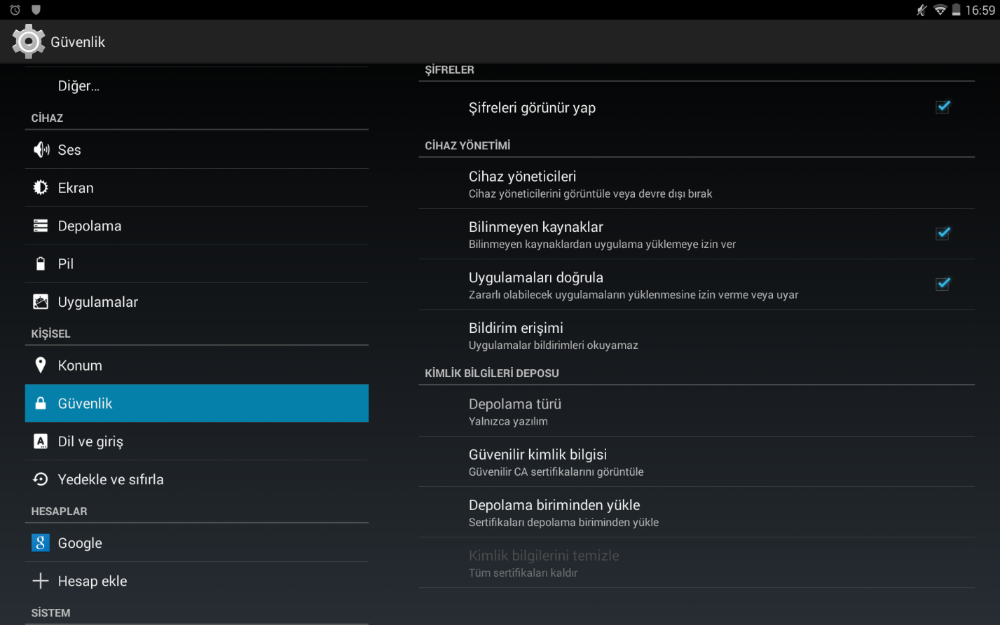 16:59
Güvenlik
Diğer...
CİHAZ
Ses
Ekran
Depolama
Pil
Uygulamalar
KİŞİSEL
Konum
Güvenlik
Dil ve giriş
Yedekle ve sıfırla
HESAPLAR
Google
Hesap ekle
SİSTEM
ŞİFRELER
Şifreleri görünür yap
CİHAZ YÖNETİMİ
Cihaz yöneticileri
Cihaz yöneticilerini görüntüle veya devre dışı bırak
Bilinmeyen kaynaklar
Bilinmeyen kaynaklardan uygulama yüklemeye izin ver
Uygulamaları doğrula
Zararlı olabilecek uygulamaların yüklenmesine izin verme veya uyar
Bildirim erişimi
Uygulamalar bildirimleri okuyamaz
KİMLİK BİLGİLERİ DEPOSU
Depolama türü
Yalnızca yazılım
Güvenilir kimlik bilgisi
Güvenilir CA sertifikalarını görüntüle
Depolama biriminden yükle
Sertifikaları depolama biriminden yükle
Kimlik bilgilerini temizle
Tüm sertifikaları kaldır